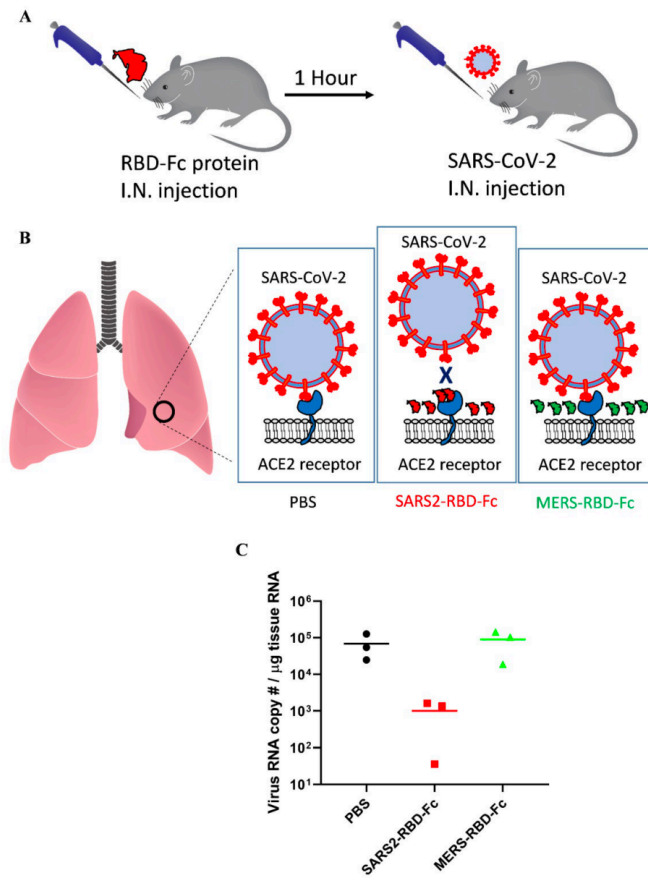 A
1 Hour
RBD-Fc protein
I.N. injection
SARS-CoV-2
I.N. injection
B
SARS-CoV-2
ACE2 receptor
PBS
SARS-CoV-2
X
ACE2 receptor
SARS2-RBD-Fc
SARS-CoV-2
ACE2 receptor
MERS-RBD-Fc
C
Virus RNA copy # / µg tissue RNA
10⁶
10⁵
10⁴
10³
10²
10¹
PBS
SARS2-RBD-Fc
MERS-RBD-Fc